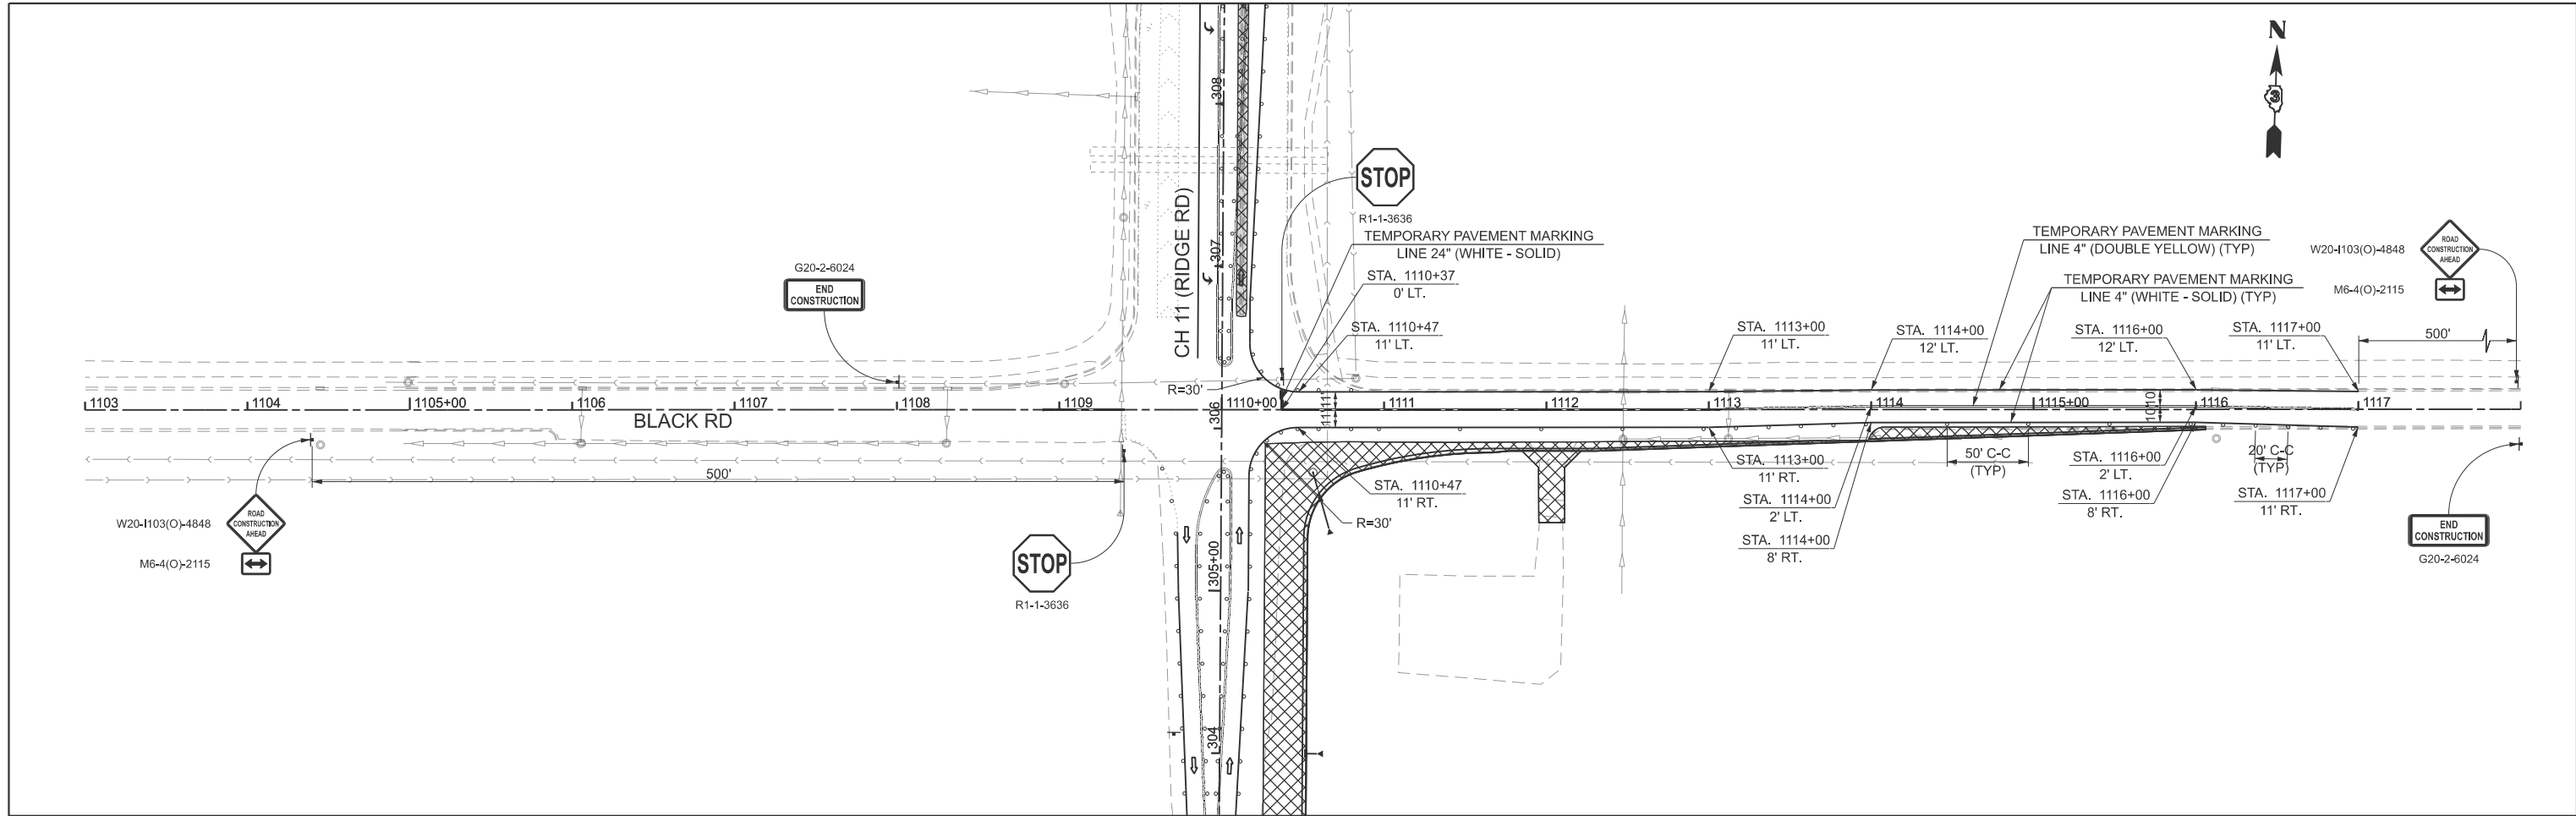 N
3
308
CH 11 (RIDGE RD)
STOP
R1-1-3636
TEMPORARY PAVEMENT MARKING
LINE 24" (WHITE - SOLID)
TEMPORARY PAVEMENT MARKING
LINE 4" (DOUBLE YELLOW) (TYP)
W20-I103(O)-4848
ROAD
CONSTRUCTION
AHEAD
M6-4(O)-2115
307
G20-2-6024
END
CONSTRUCTION
STA. 1110+37
0' LT.
TEMPORARY PAVEMENT MARKING
LINE 4" (WHITE - SOLID) (TYP)
STA. 1110+47
11' LT.
STA. 1113+00
11' LT.
STA. 1114+00
12' LT.
STA. 1116+00
12' LT.
STA. 1117+00
11' LT.
500'
R=30'
1103
1104
1105+00
1106
1107
1108
1109
306
1110+00
11'
11'
1111
1112
1113
1114
1115+00
10'
10'
1116
1117
BLACK RD
500'
STA. 1113+00
11' RT.
50' C-C
(TYP)
STA. 1116+00
2' LT.
20' C-C
(TYP)
STA. 1110+47
11' RT.
STA. 1114+00
2' LT.
STA. 1116+00
8' RT.
STA. 1117+00
11' RT.
R=30'
STA. 1114+00
8' RT.
W20-I103(O)-4848
ROAD
CONSTRUCTION
AHEAD
M6-4(O)-2115
STOP
R1-1-3636
305+00
END
CONSTRUCTION
G20-2-6024
304